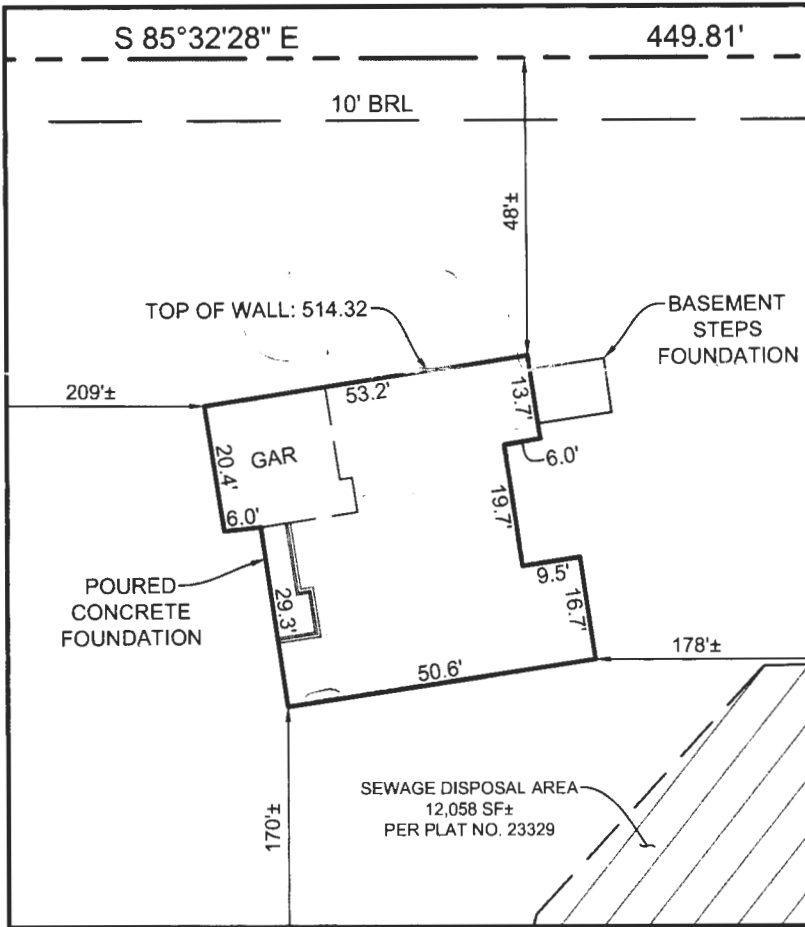 S 85°32'28" E
449.81'
10' BRL
48'±
TOP OF WALL: 514.32
BASEMENT
STEPS
FOUNDATION
209'±
53.2'
13.7'
6.0'
20.4'
GAR
6.0'
19.7'
9.5'
16.7'
POURED
CONCRETE
FOUNDATION
29.3'
178'±
50.6'
170'±
SEWAGE DISPOSAL AREA
12,058 SF±
PER PLAT NO. 23329